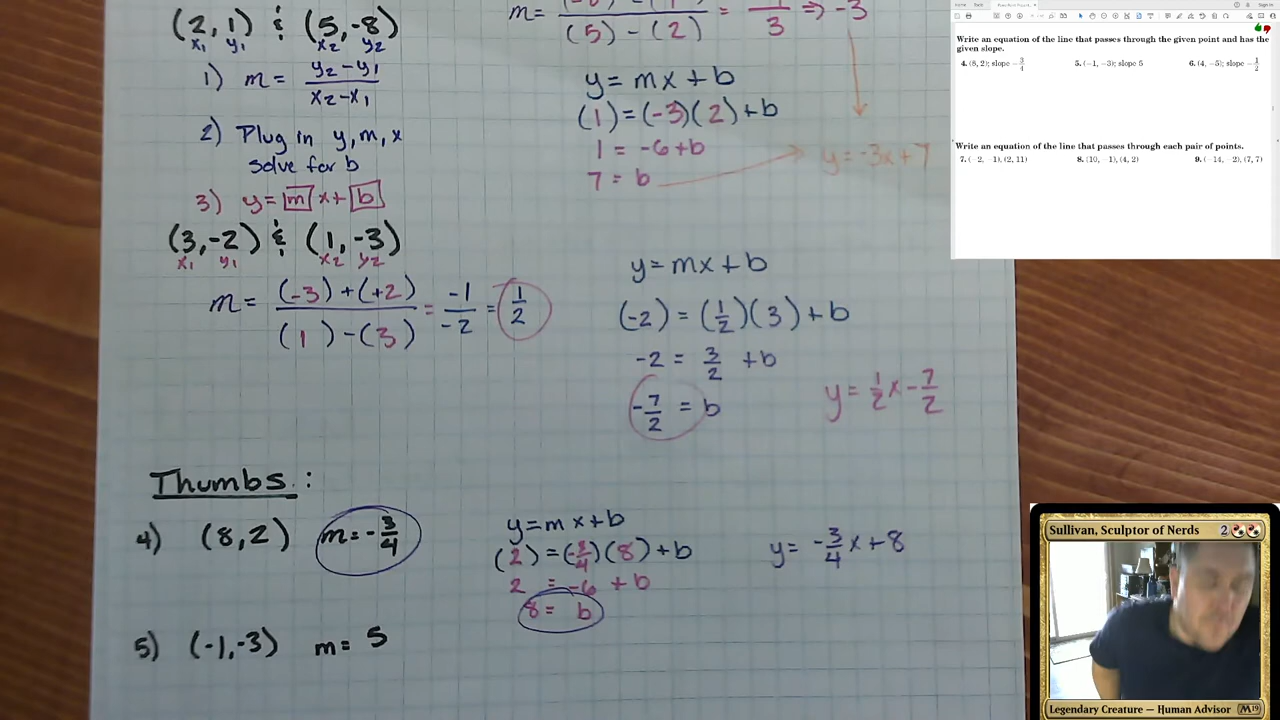 (2, 1) & (5, -8)
x₁ y₁ x₂ y₂
1) m = y₂ - y₁ / x₂ - x₁
2) Plug in y, m, x
solve for b
3) y = m x + b
(3, -2) & (1, -3)
x₁ y₁ x₂ y₂
m = (-3) + (+2) / (1) - (3) = -1 / -2 = 1/2
m =
(5) - (2) = 3 ⇒ -3
y = mx + b
(1) = (-3)(2) + b
1 = -6 + b
7 = b
y = -3x + 7
y = mx + b
(-2) = (1/2)(3) + b
-2 = 3/2 + b
-7/2 = b
y = 1/2 x - 7/2
Thumbs :
4) (8, 2) m = -3/4
y = mx + b
(2) = (-3/4)(8) + b
2 = -6 + b
8 = b
y = -3/4 x + 8
5) (-1, -3) m = 5
Write an equation of the line that passes through the given point and has the
given slope.
4. (8, 2); slope -3/4
5. (-1, -3); slope 5
6. (4, -5); slope -1/2
Write an equation of the line that passes through each pair of points.
7. (-2, -1), (2, 11)
8. (10, -1), (4, 2)
9. (-14, -2), (7, 7)
Sullivan, Sculptor of Nerds 2
Legendary Creature — Human Advisor M19